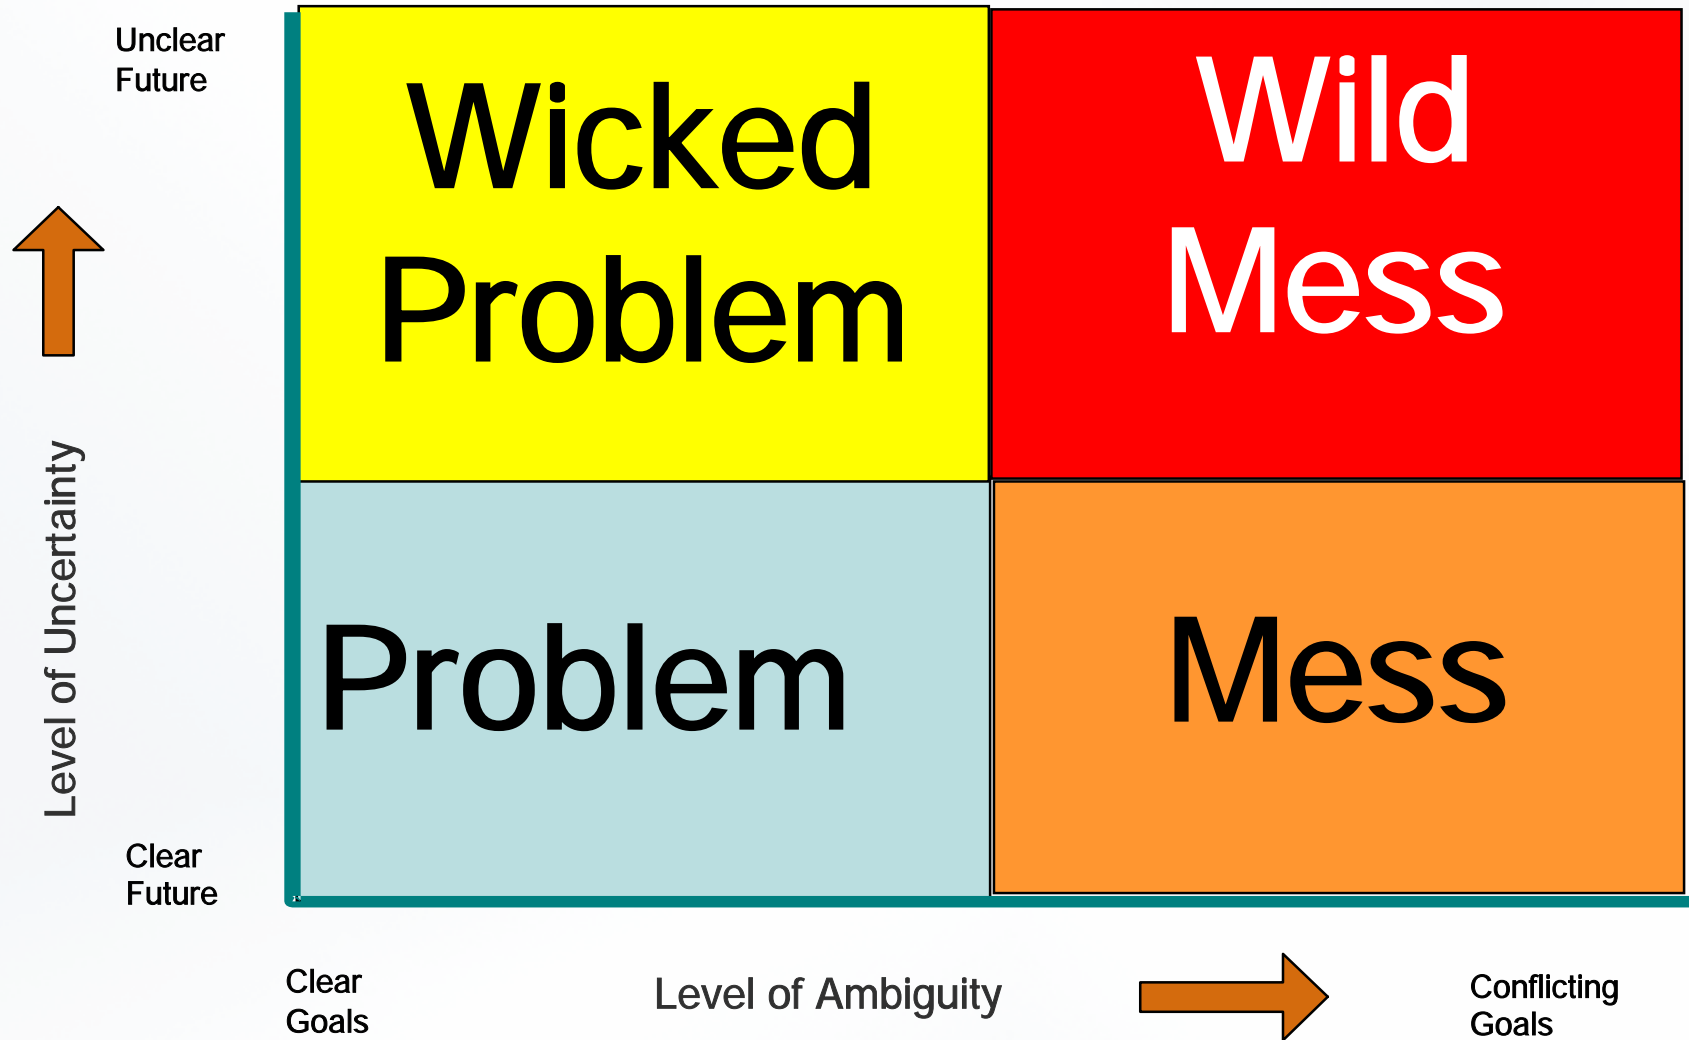 Unclear
Future
Wicked
Problem
Wild
Mess
Level of Uncertainty
Problem
Mess
Clear
Future
Clear
Goals
Level of Ambiguity
Conflicting
Goals